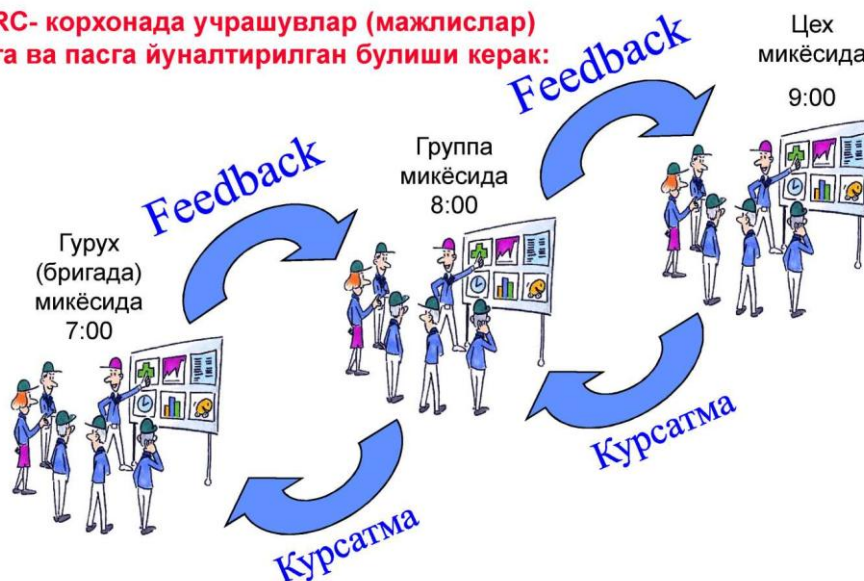 RC- корхонада учрашувлар (мажлислар)
га ва пасга йуналтирилган булиши керак:
Feedback
Цех
микёсида
9:00
Feedback
Группа
микёсида
8:00
Гурух
(бригада)
микёсида
7:00
Курсатма
Курсатма